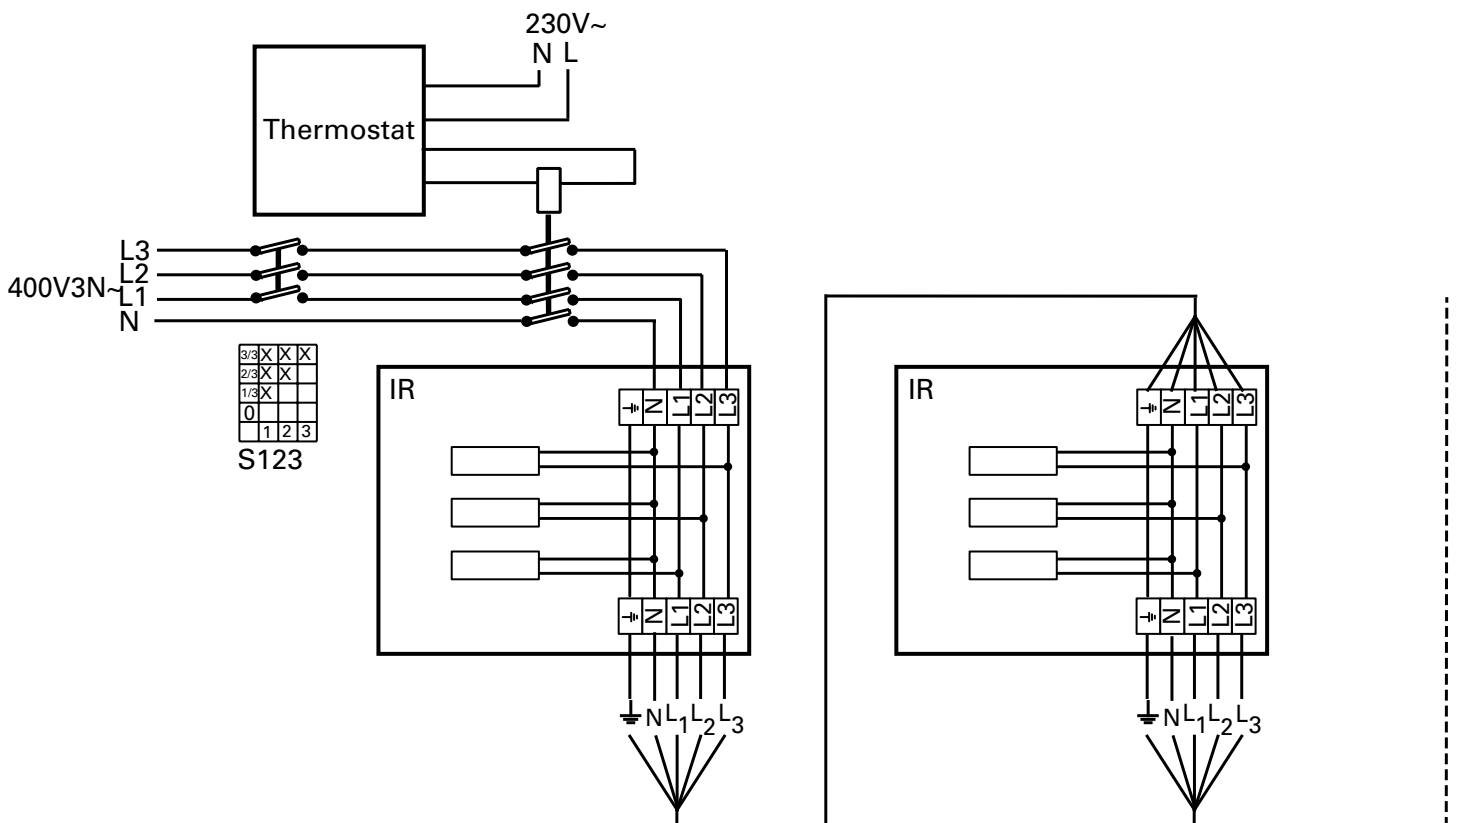 230V~
N L
Thermostat
L3
L2
400V3N~
L1
N
3/3 X X X
2/3 X X
1/3 X
0
1 2 3
S123
IR
N L1 L2 L3
N L1 L2 L3
N L1 L2 L3
IR
N L1 L2 L3
N L1 L2 L3
N L1 L2 L3